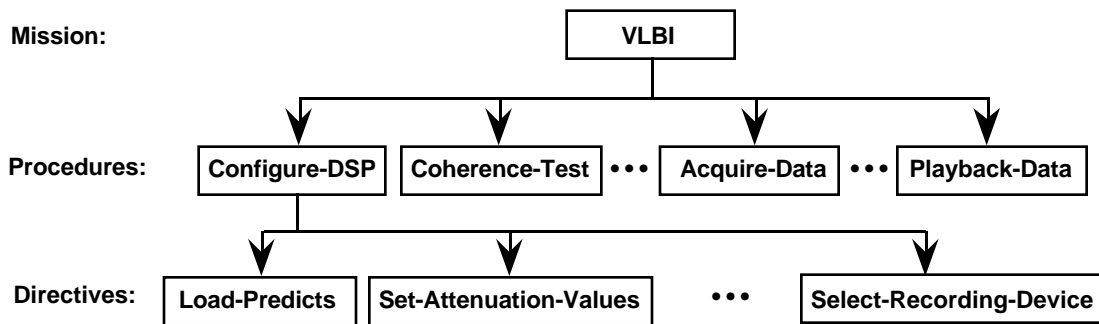 Mission: VLBI
Procedures: Configure-DSP Coherence-Test ••• Acquire-Data ••• Playback-Data
Directives: Load-Predicts Set-Attenuation-Values ••• Select-Recording-Device